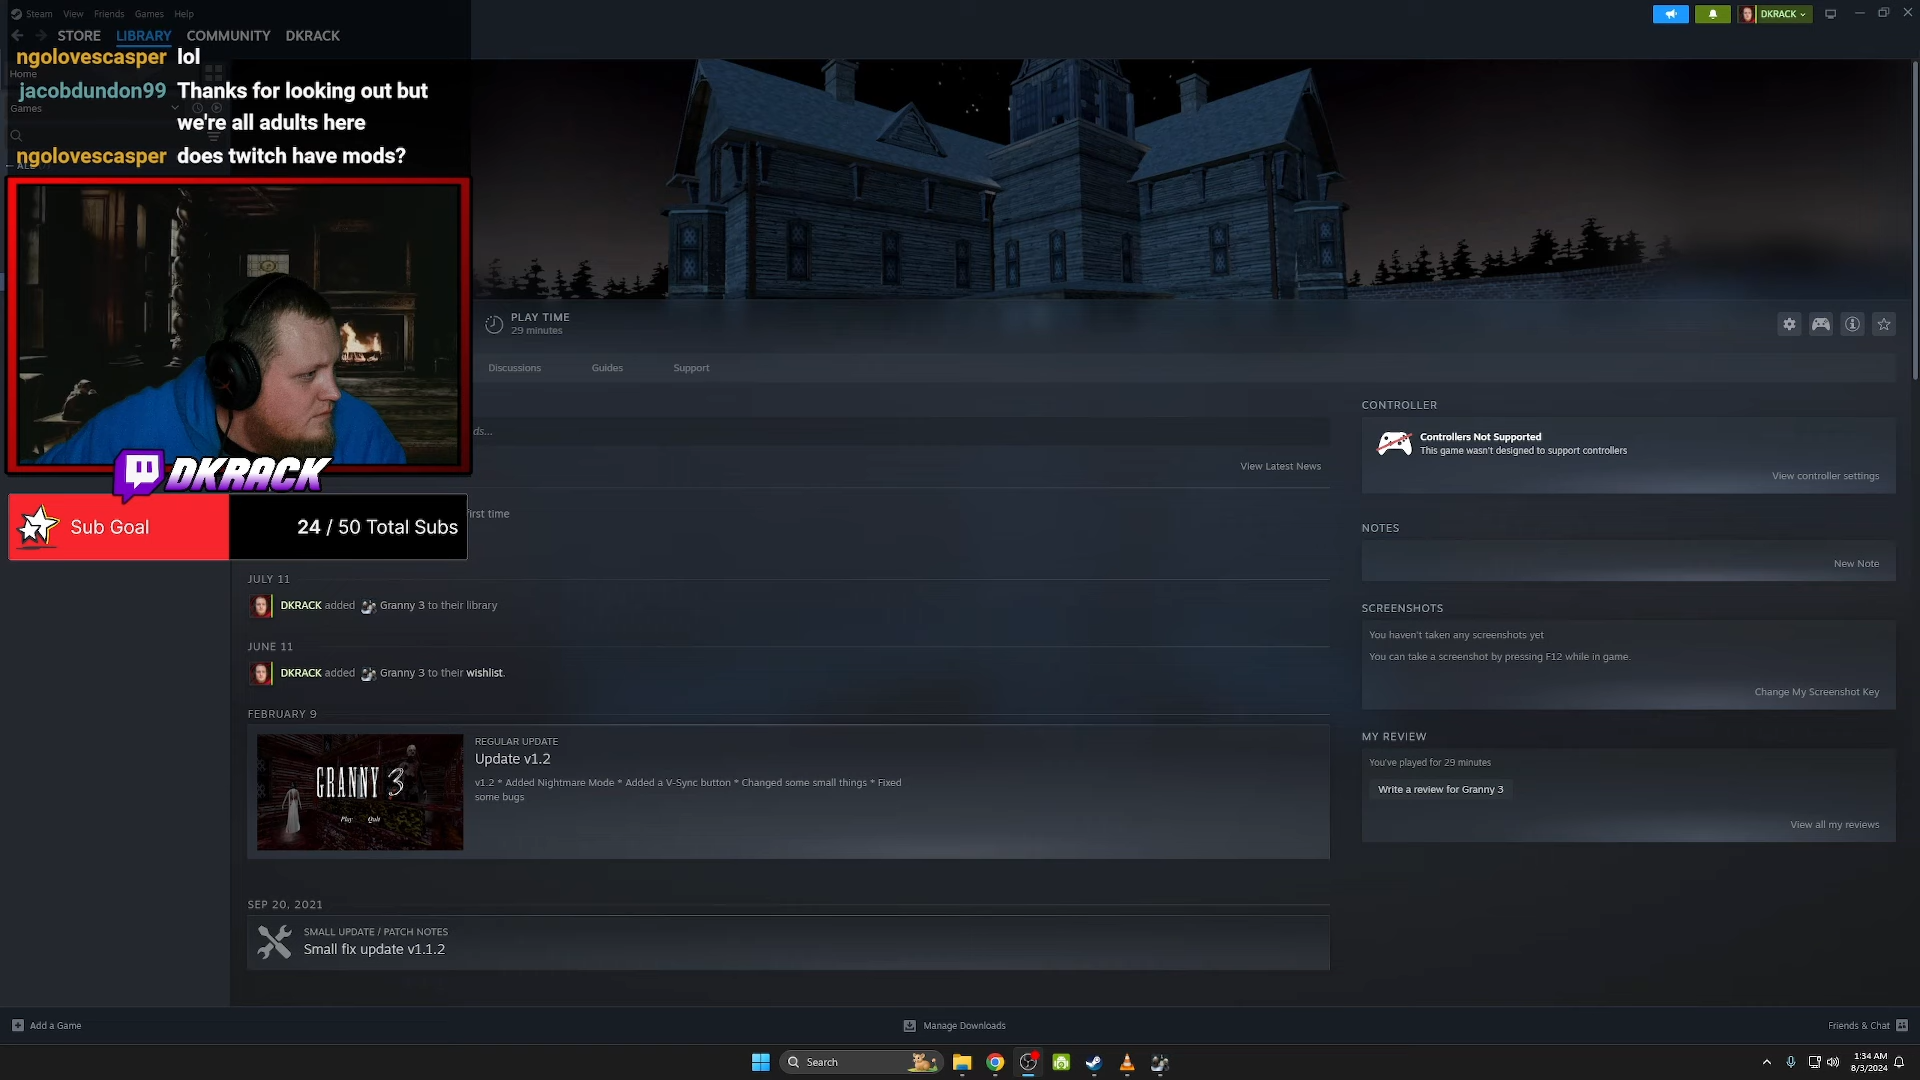 Steam View Friends Games Help
DKRACK
STORE LIBRARY COMMUNITY DKRACK
ngolovescasper lol
Home
jacobdundon99 Thanks for looking out but
Games
we're all adults here
ngolovescasper does twitch have mods?
PLAY TIME
29 minutes
Discussions Guides Support
ds...
View Latest News
DKRACK
first time
Sub Goal 24 / 50 Total Subs
JULY 11
DKRACK added Granny 3 to their library
JUNE 11
DKRACK added Granny 3 to their wishlist.
FEBRUARY 9
GRANNY 3
Play Quit
REGULAR UPDATE
Update v1.2
v1.2 * Added Nightmare Mode * Added a V-Sync button * Changed some small things * Fixed
some bugs
SEP 20, 2021
SMALL UPDATE / PATCH NOTES
Small fix update v1.1.2
CONTROLLER
Controllers Not Supported
This game wasn't designed to support controllers
View controller settings
NOTES
New Note
SCREENSHOTS
You haven't taken any screenshots yet
You can take a screenshot by pressing F12 while in game.
Change My Screenshot Key
MY REVIEW
You've played for 29 minutes
Write a review for Granny 3
View all my reviews
Add a Game
Manage Downloads
Friends & Chat
Search
1:34 AM
8/3/2024